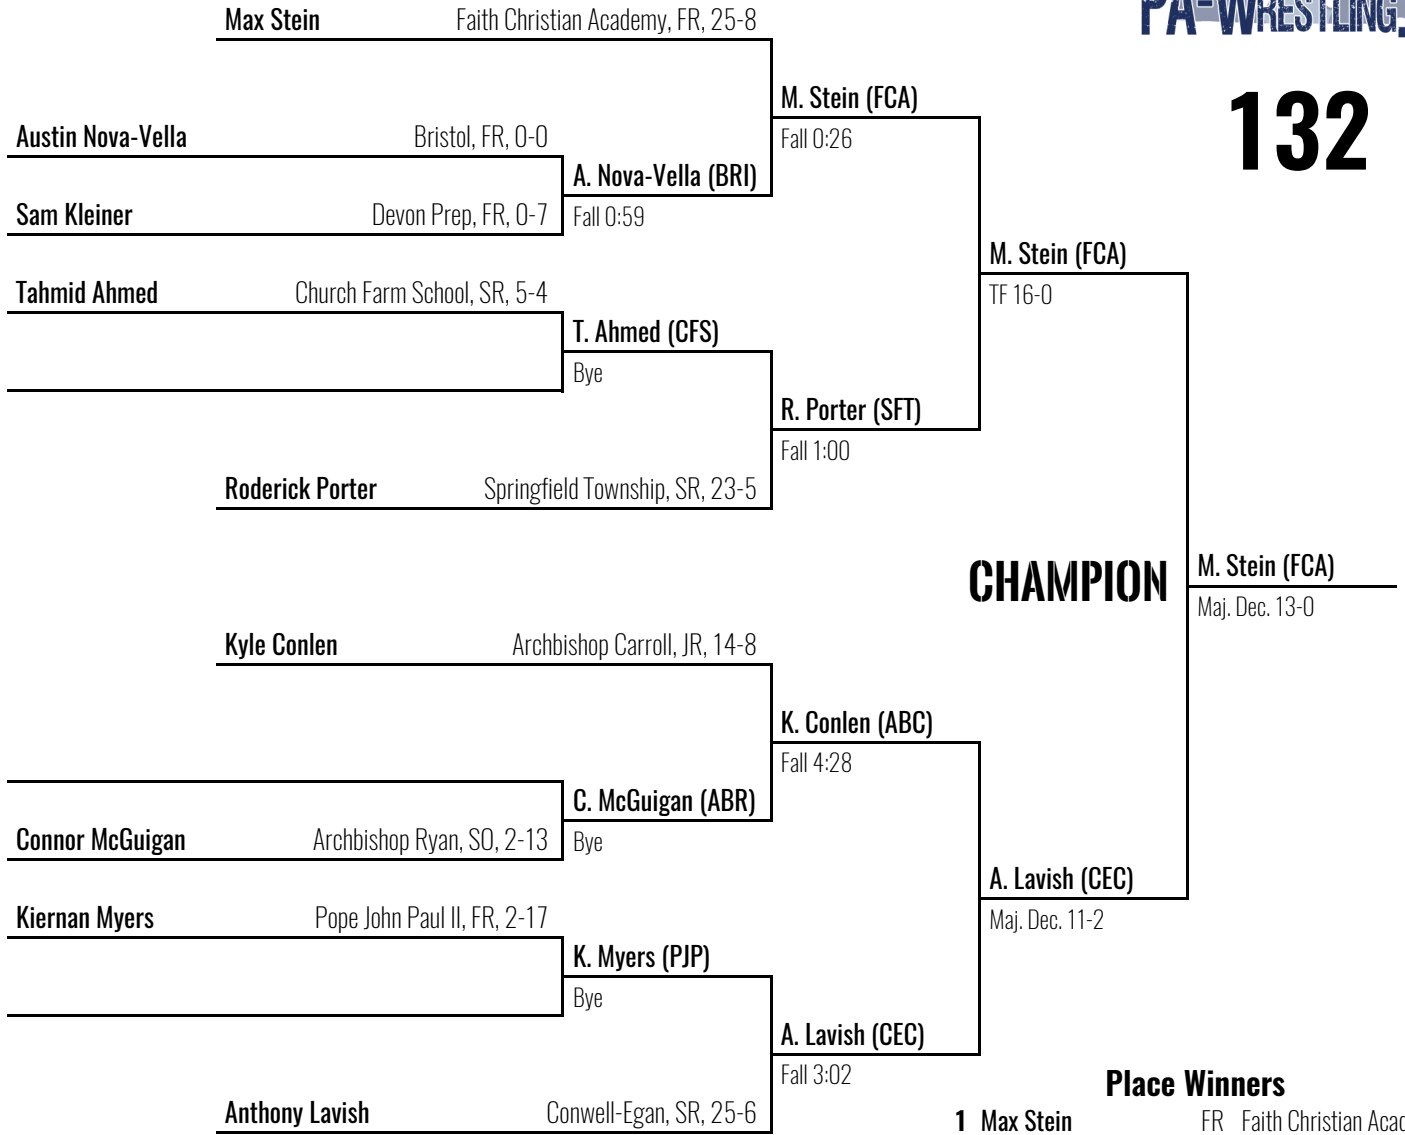 PA-WRESTLING.
132
Max Stein Faith Christian Academy, FR, 25-8
M. Stein (FCA)
Fall 0:26
Austin Nova-Vella Bristol, FR, 0-0
A. Nova-Vella (BRI)
Fall 0:59
Sam Kleiner Devon Prep, FR, 0-7
M. Stein (FCA)
TF 16-0
Tahmid Ahmed Church Farm School, SR, 5-4
T. Ahmed (CFS)
Bye
R. Porter (SFT)
Fall 1:00
Roderick Porter Springfield Township, SR, 23-5
CHAMPION
M. Stein (FCA)
Maj. Dec. 13-0
Kyle Conlen Archbishop Carroll, JR, 14-8
K. Conlen (ABC)
Fall 4:28
C. McGuigan (ABR)
Bye
Connor McGuigan Archbishop Ryan, SO, 2-13
A. Lavish (CEC)
Maj. Dec. 11-2
Kiernan Myers Pope John Paul II, FR, 2-17
K. Myers (PJP)
Bye
A. Lavish (CEC)
Fall 3:02
Anthony Lavish Conwell-Egan, SR, 25-6
Place Winners
1 Max Stein FR Faith Christian Acad